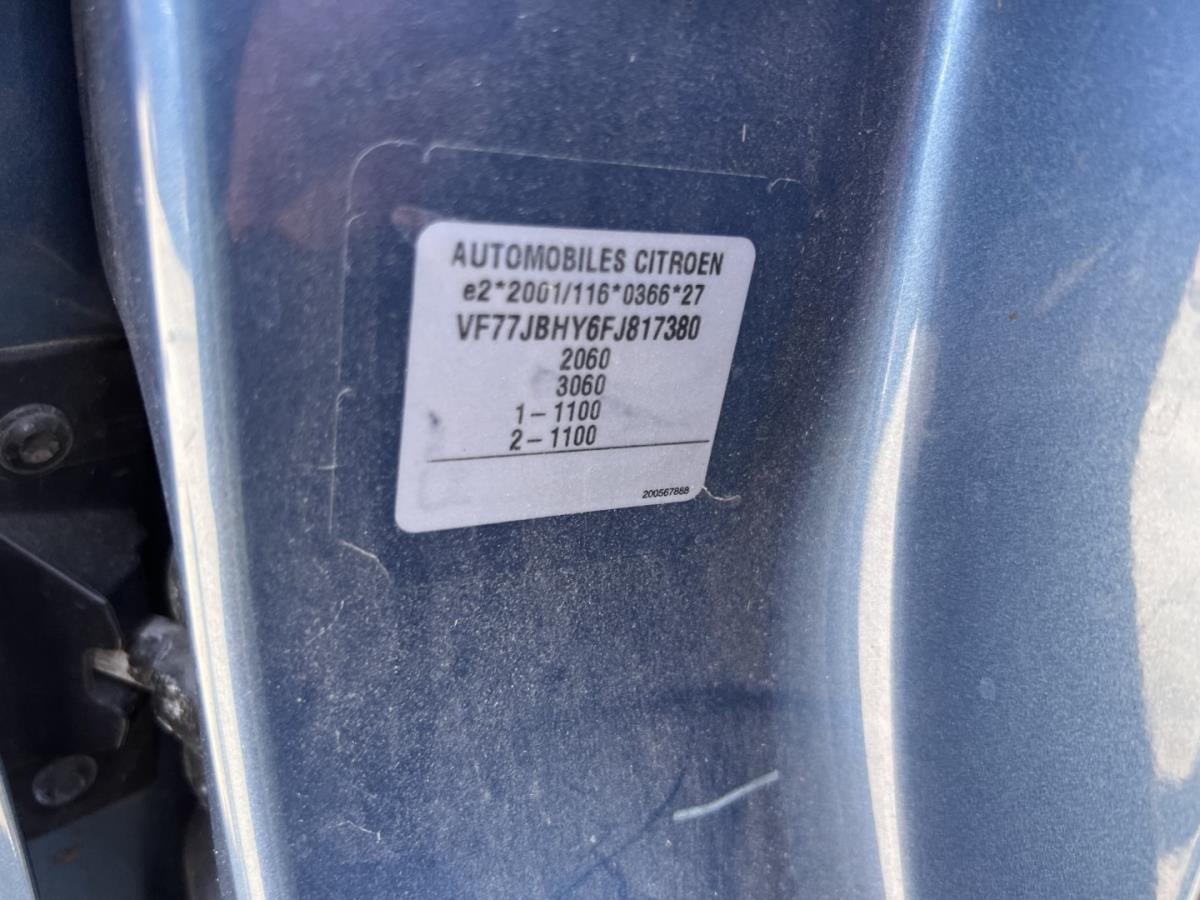 AUTOMOBILES CITROEN
e2*2001/116*0366*27
VF77JBHY6FJ817380
2060
3060
1-1100
2-1100
200567888